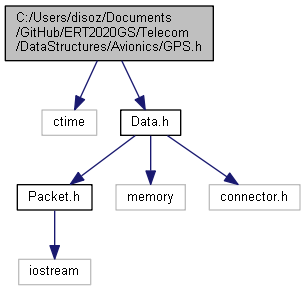 C:/Users/disoz/Documents
/GitHub/ERT2020GS/Telecom
/DataStructures/Avionics/GPS.h
ctime
Data.h
Packet.h
memory
connector.h
iostream